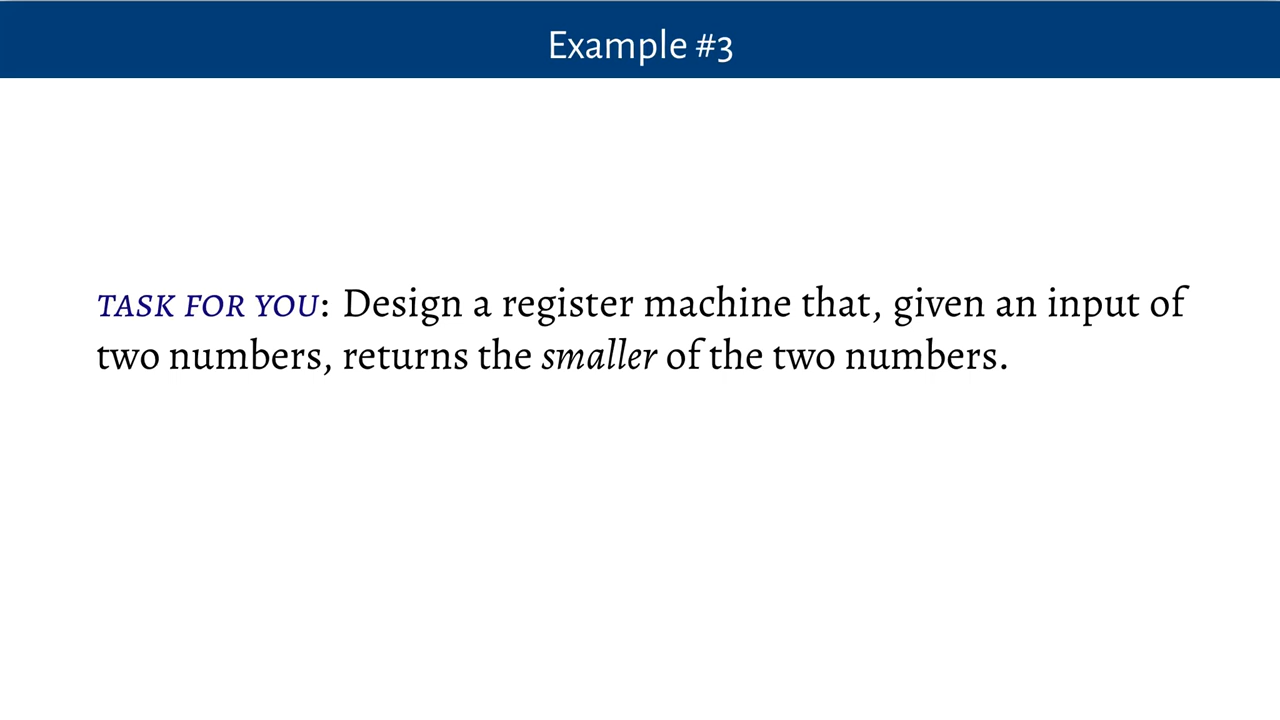 Example #3
TASK FOR YOU: Design a register machine that, given an input of
two numbers, returns the smaller of the two numbers.